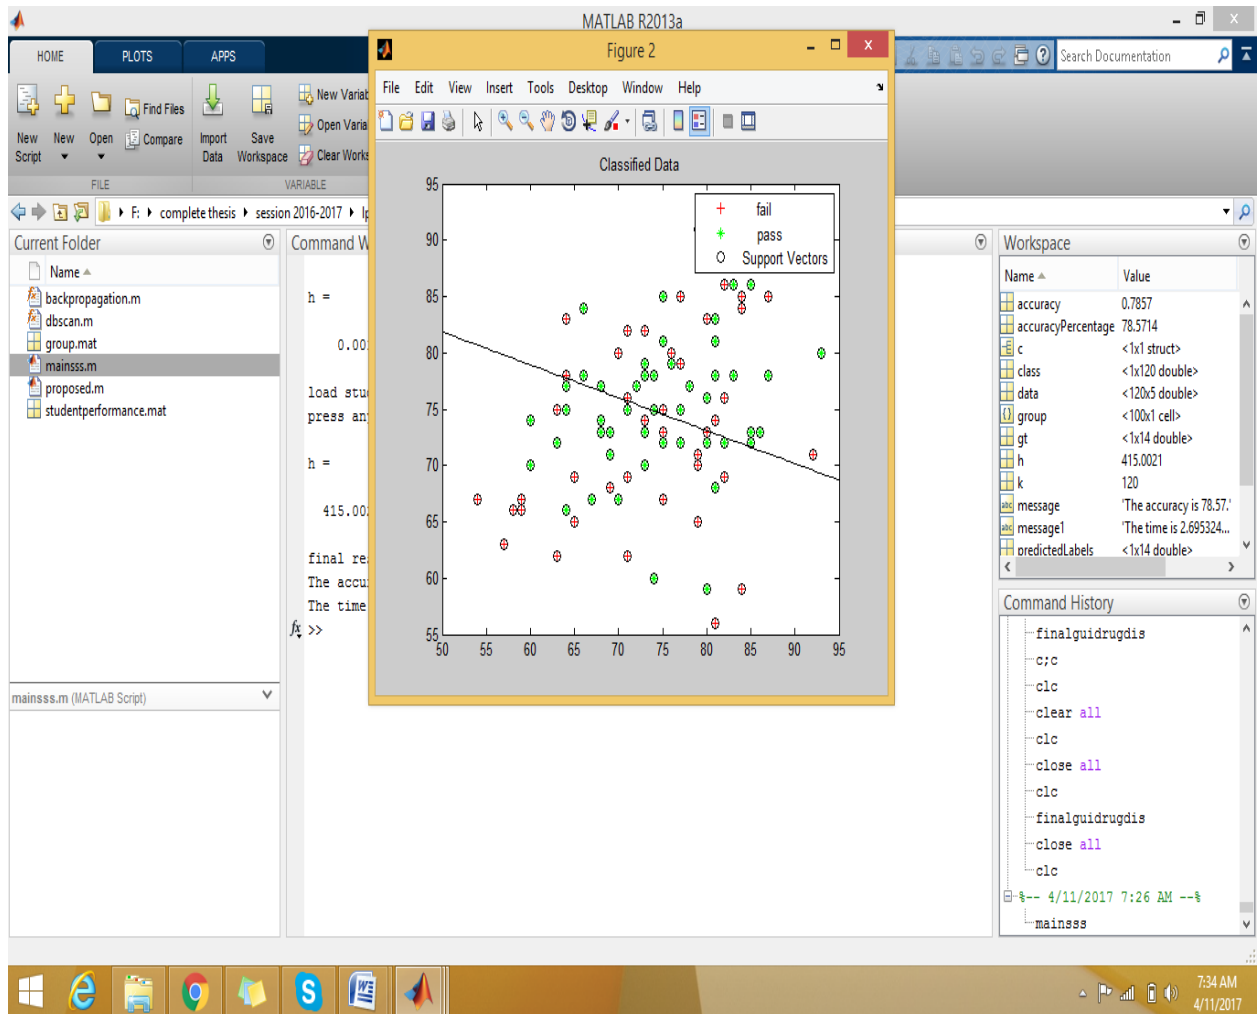 MATLAB R2013a
HOME PLOTS APPS
Search Documentation
New Script
New
Open
Find Files
Compare
Import Data
Save Workspace
New Variab
Open Varia
Clear Works
FILE
VARIABLE
F: complete thesis session 2016-2017
Current Folder
Name
backpropagation.m
dbscan.m
group.mat
mainsss.m
proposed.m
studentperformance.mat
mainsss.m (MATLAB Script)
Command W
h =
0.00
load stu
press an
h =
415.00
final re
The accu
The time
fx >>
Figure 2
File Edit View Insert Tools Desktop Window Help
Classified Data
fail
pass
Support Vectors
95
90
85
80
75
70
65
60
55
50 55 60 65 70 75 80 85 90 95
Workspace
Name Value
accuracy 0.7857
accuracyPercentage 78.5714
c <1x1 struct>
class <1x120 double>
data <120x5 double>
group <100x1 cell>
gt <1x14 double>
h 415.0021
k 120
message 'The accuracy is 78.57.'
message1 'The time is 2.695324...
predictedLabels <1x14 double>
Command History
finalguidrugdis
c;c
clc
clear all
clc
close all
clc
finalguidrugdis
close all
clc
%-- 4/11/2017 7:26 AM --%
mainsss
7:34 AM
4/11/2017